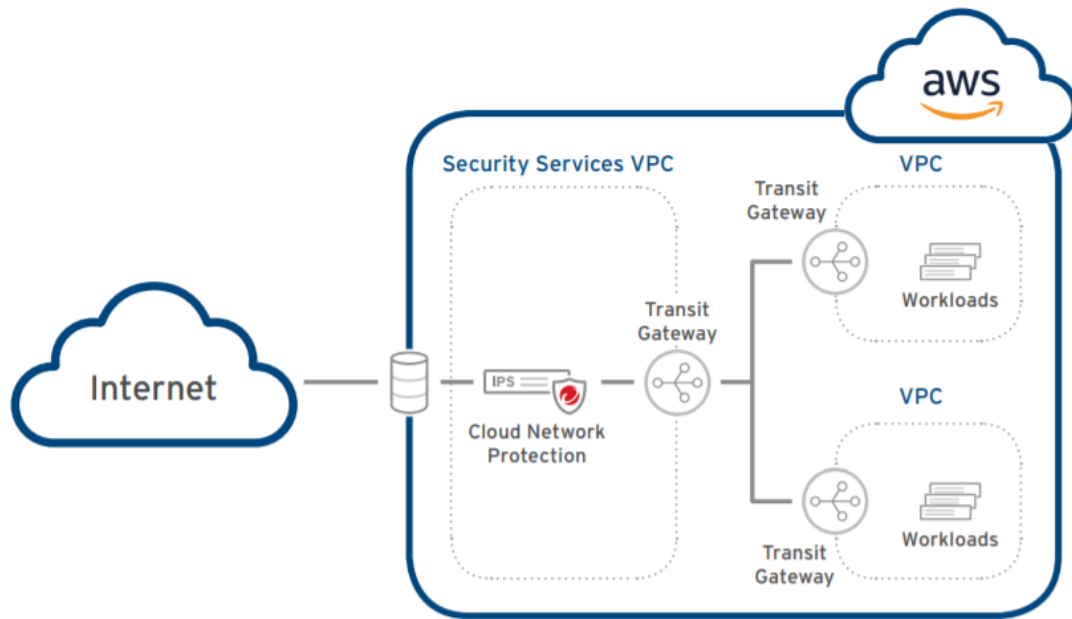 aws
Security Services VPC
VPC
Transit
Gateway
Workloads
Transit
Gateway
Internet
IPS
Cloud Network
Protection
VPC
Workloads
Transit
Gateway